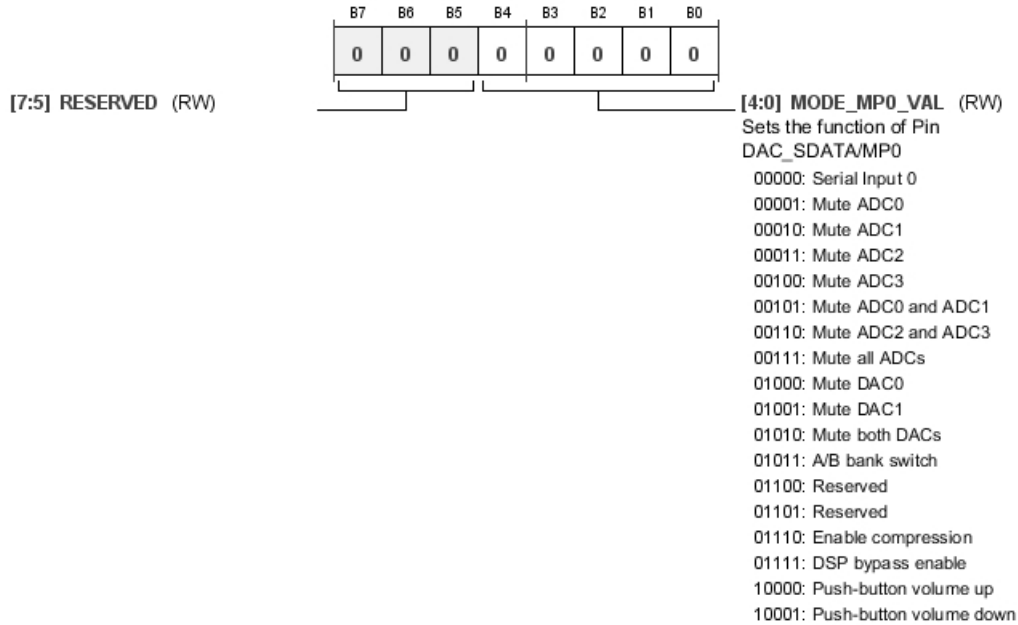 B7 B6 B5 B4 B3 B2 B1 B0
0 0 0 0 0 0 0 0
[7:5] RESERVED (RW)
[4:0] MODE_MP0_VAL (RW)
Sets the function of Pin
DAC_SDATA/MP0
00000: Serial Input 0
00001: Mute ADC0
00010: Mute ADC1
00011: Mute ADC2
00100: Mute ADC3
00101: Mute ADC0 and ADC1
00110: Mute ADC2 and ADC3
00111: Mute all ADCs
01000: Mute DAC0
01001: Mute DAC1
01010: Mute both DACs
01011: A/B bank switch
01100: Reserved
01101: Reserved
01110: Enable compression
01111: DSP bypass enable
10000: Push-button volume up
10001: Push-button volume down